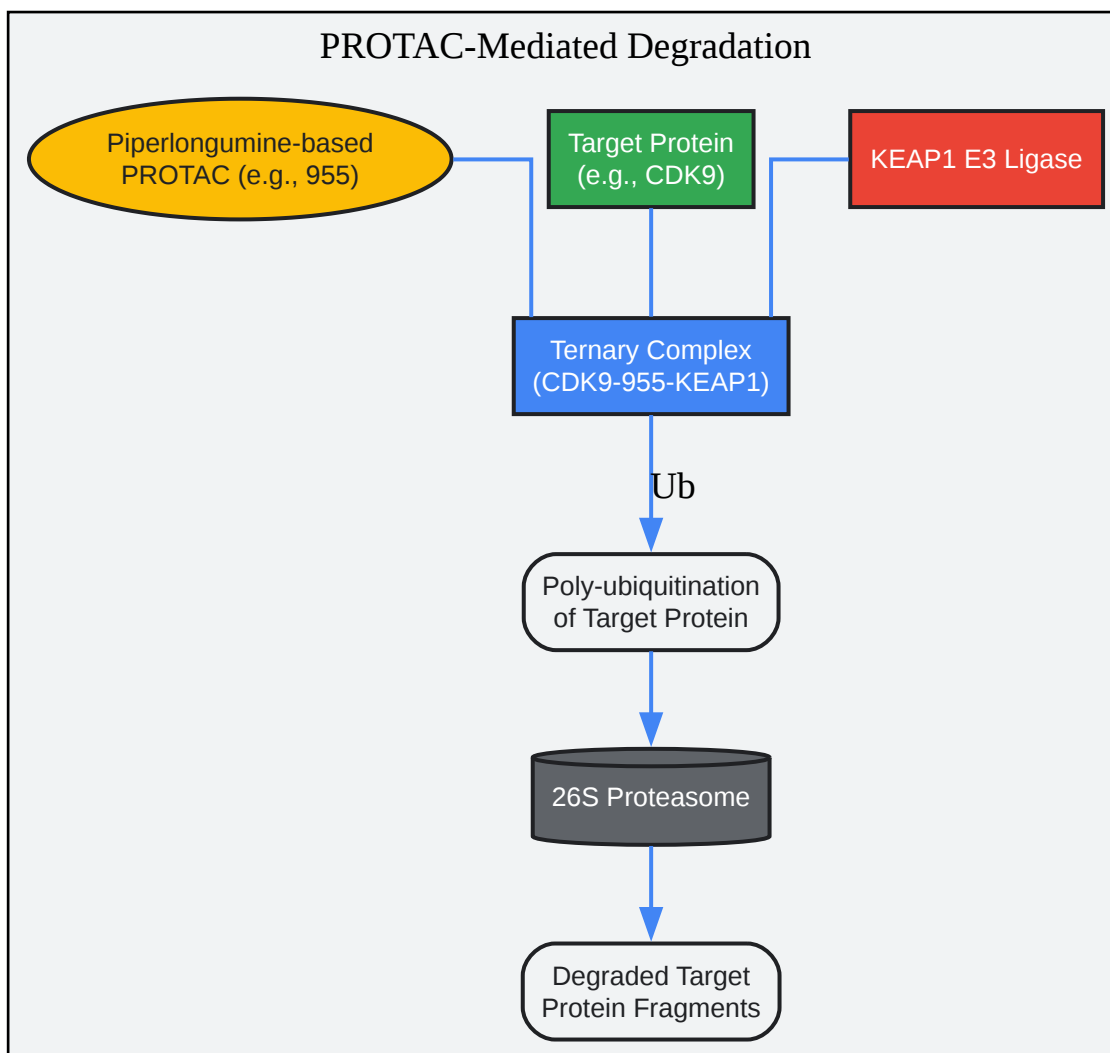 PROTAC-Mediated Degradation
Piperlongumine-based
PROTAC (e.g., 955)
Target Protein
(e.g., CDK9)
KEAP1 E3 Ligase
Ternary Complex
(CDK9-955-KEAP1)
Ub
Poly-ubiquitination
of Target Protein
26S Proteasome
Degraded Target
Protein Fragments